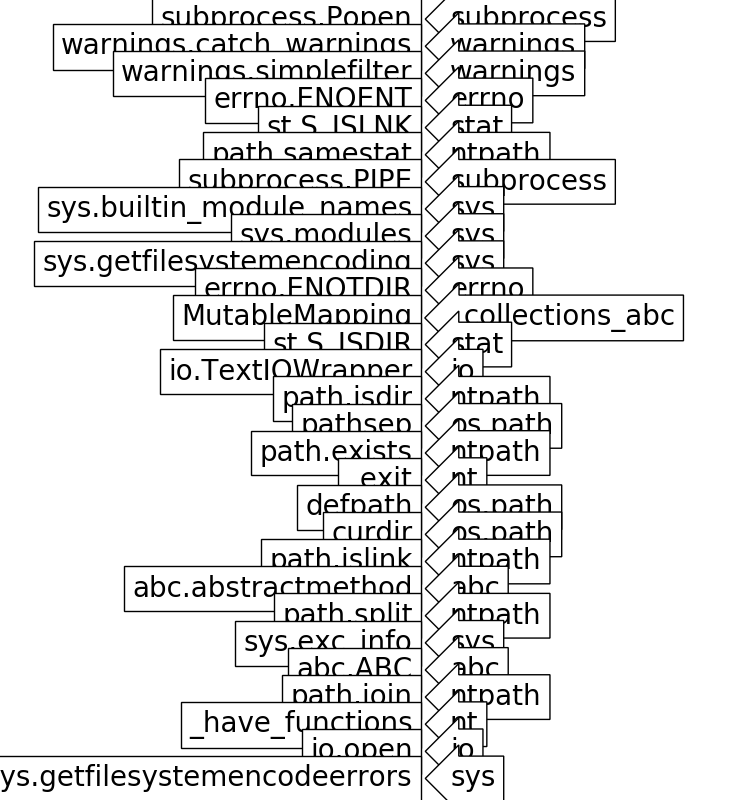 subprocess.Popen subprocess
warnings.catch_warnings warnings
warnings.simplefilter warnings
errno.ENOENT errno
st.S_ISLNK stat
path.samestat ntpath
subprocess.PIPE subprocess
sys.builtin_module_names sys
sys.modules sys
sys.getfilesystemencoding sys
errno.ENOTDIR errno
MutableMapping collections_abc
st.S_ISDIR stat
io.TextIOWrapper io
path.isdir ntpath
pathsep os.path
path.exists ntpath
exit nt
defpath os.path
curdir os.path
path.islink ntpath
abc.abstractmethod abc
path.split ntpath
sys.exc_info sys
abc.ABC abc
path.join ntpath
_have_functions nt
io.open io
ys.getfilesystemencodeerrors sys